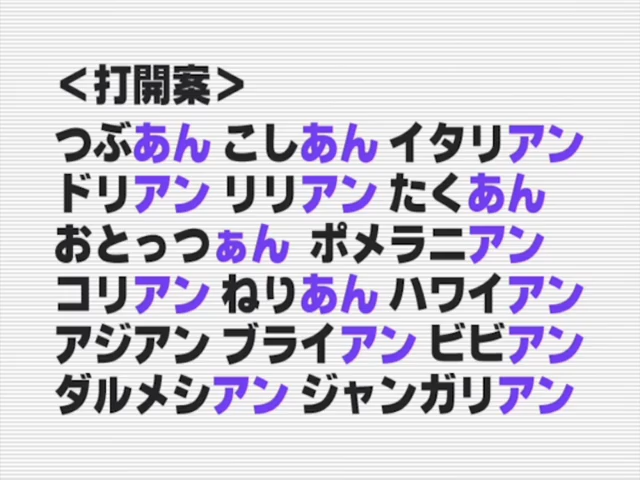 ＜打開案＞
つぶあん こしあん イタリアン
ドリアン リリアン たくあん
おとっつぁん ポメラニアン
コリアン ねりあん ハワイアン
アジアン ブライアン ビビアン
ダルメシアン ジャンガリアン